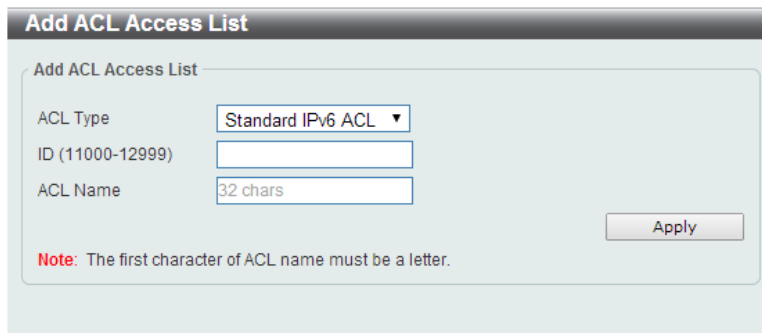 Add ACL Access List
Add ACL Access List
ACL Type Standard IPv6 ACL
ID (11000-12999)
ACL Name 32 chars
Apply
Note: The first character of ACL name must be a letter.